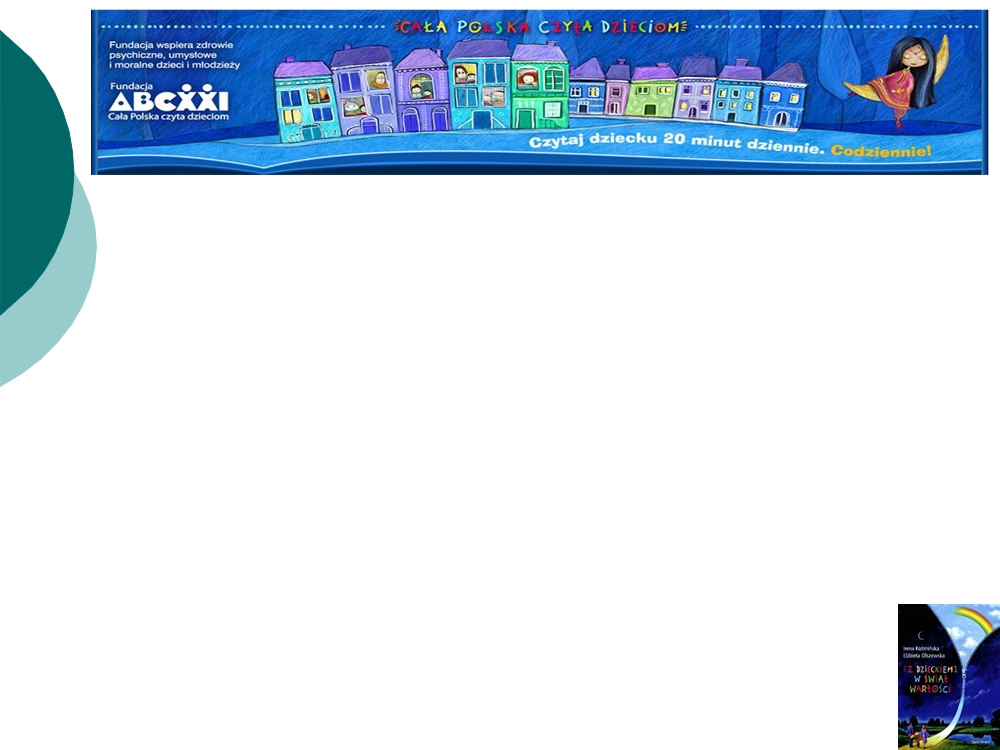 CAŁA POLSKA CZYTA DZIECIOM
Fundacja wspiera zdrowie
psychiczne, umysłowe
i moralne dzieci i młodzieży
Fundacja
ABCXXI
Cała Polska czyta dzieciom
Czytaj dziecku 20 minut dziennie. Codziennie!
Irena Koźmińska
Elżbieta Olszewska
Z DZIECKIEM
W ŚWIAT
WARTOŚCI